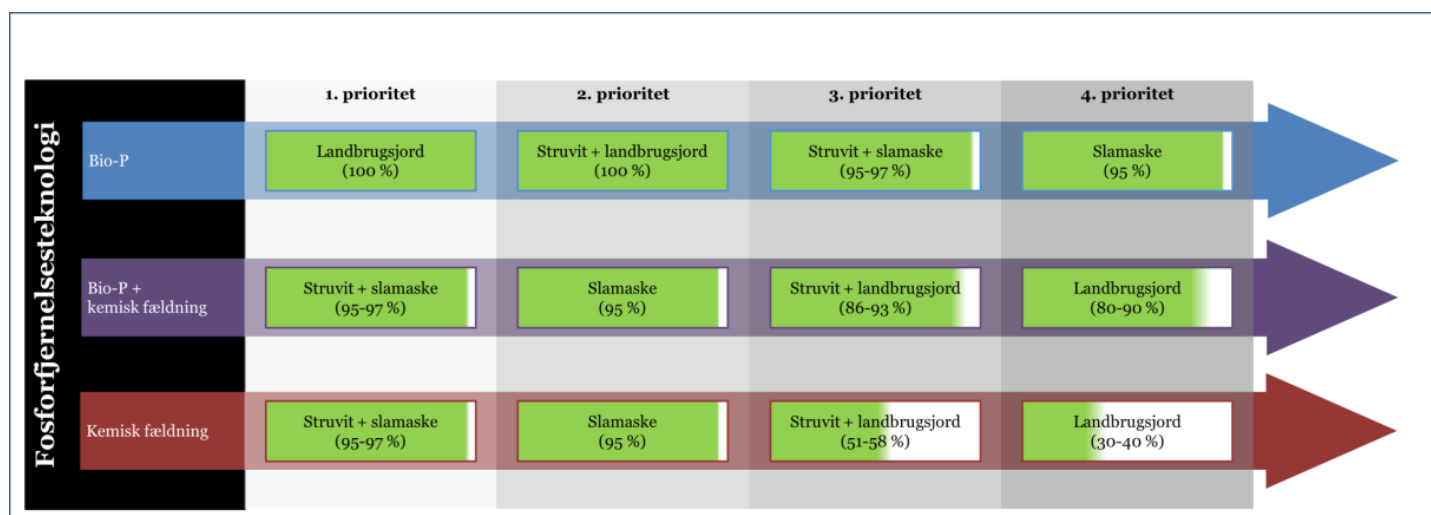 Fosforfjernelsesteknologi
1. prioritet
2. prioritet
3. prioritet
4. prioritet
Bio-P
Landbrugsjord
(100 %)
Struvit + landbrugsjord
(100 %)
Struvit + slamaske
(95-97 %)
Slamaske
(95 %)
Bio-P +
kemisk fældning
Struvit + slamaske
(95-97 %)
Slamaske
(95 %)
Struvit + landbrugsjord
(86-93 %)
Landbrugsjord
(80-90 %)
Kemisk fældning
Struvit + slamaske
(95-97 %)
Slamaske
(95 %)
Struvit + landbrugsjord
(51-58 %)
Landbrugsjord
(30-40 %)